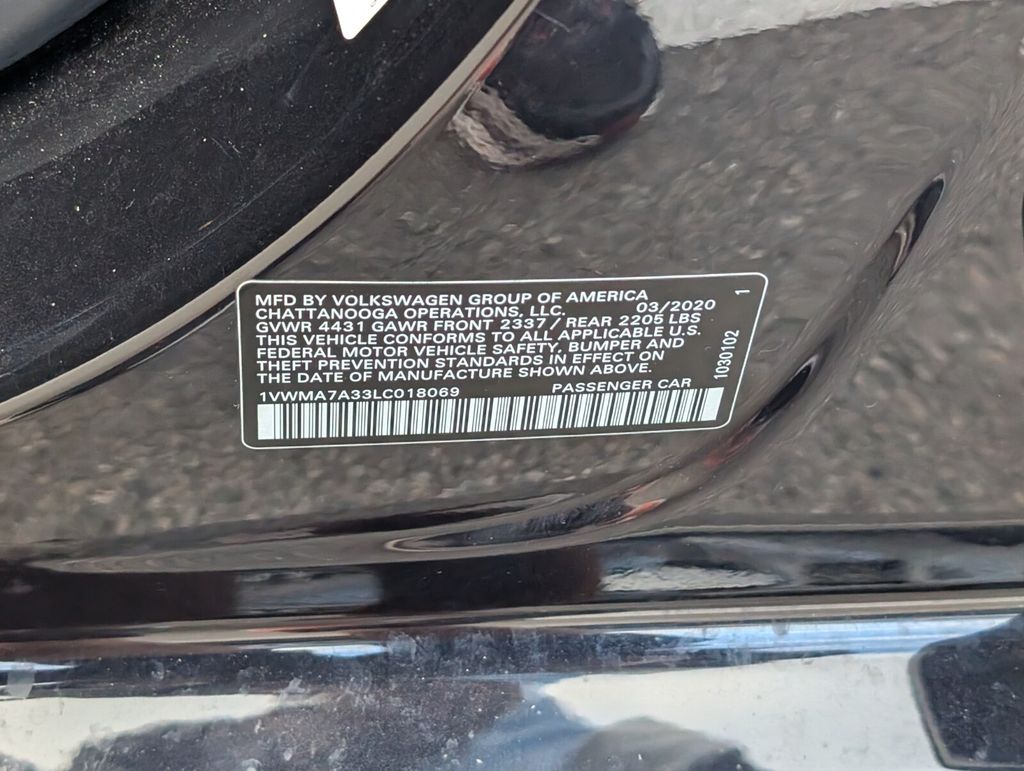 MFD BY VOLKSWAGEN GROUP OF AMERICA
CHATTANOOGA OPERATIONS, LLC. 03/2020
GVWR 4431 GAWR FRONT 2337 / REAR 2205 LBS
THIS VEHICLE CONFORMS TO ALL APPLICABLE U.S.
FEDERAL MOTOR VEHICLE SAFETY, BUMPER AND
THEFT PREVENTION STANDARDS IN EFFECT ON
THE DATE OF MANUFACTURE SHOWN ABOVE.
1VWMA7A33LC018069 PASSENGER CAR
1030102 1